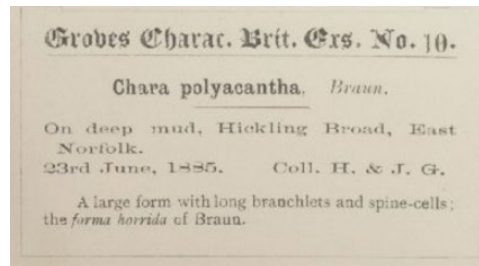 Groves Charac. Brit. Exs. No. 10.
Chara polyacantha, Braun.
On deep mud, Hickling Broad, East
Norfolk.
23rd June, 1885. Coll. H. & J. G.
A large form with long branchlets and spine-cells;
the forma horrida of Braun.